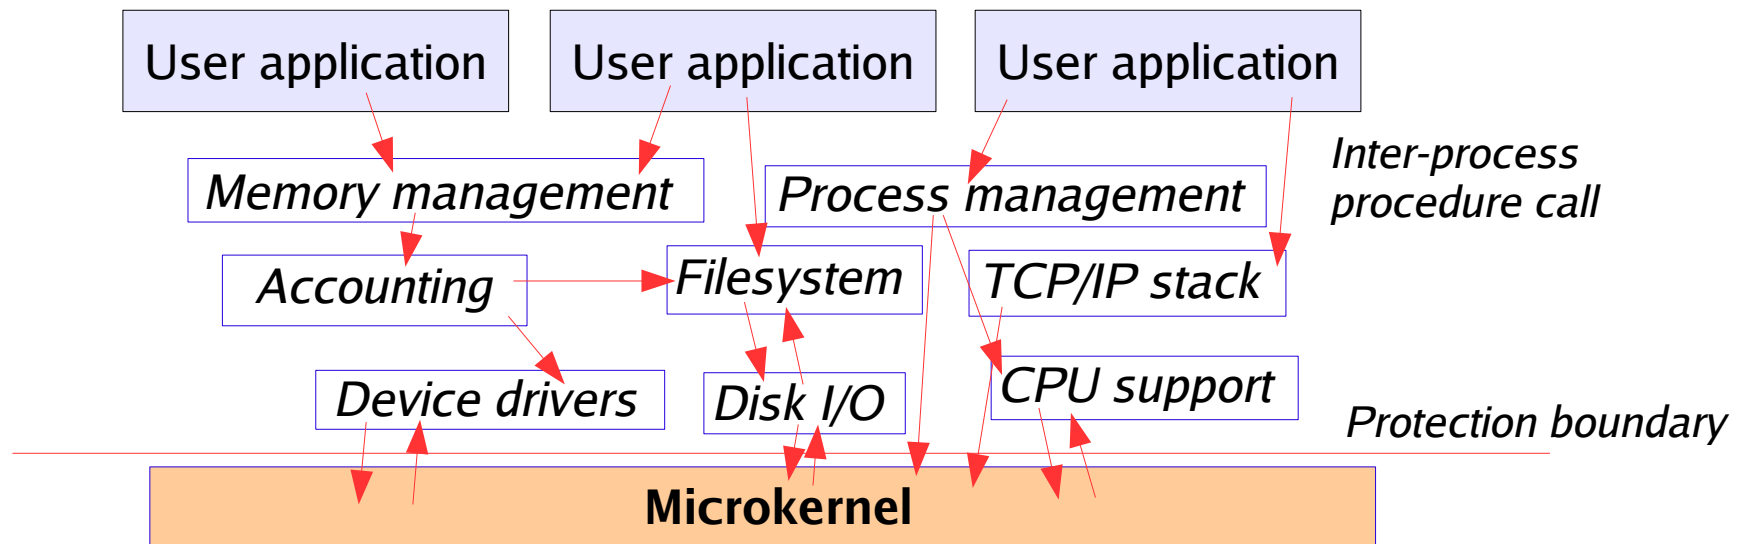 User application
User application
User application
Inter-process
procedure call
Memory management
Process management
Accounting
Filesystem
TCP/IP stack
Device drivers
Disk I/O
CPU support
Protection boundary
Microkernel